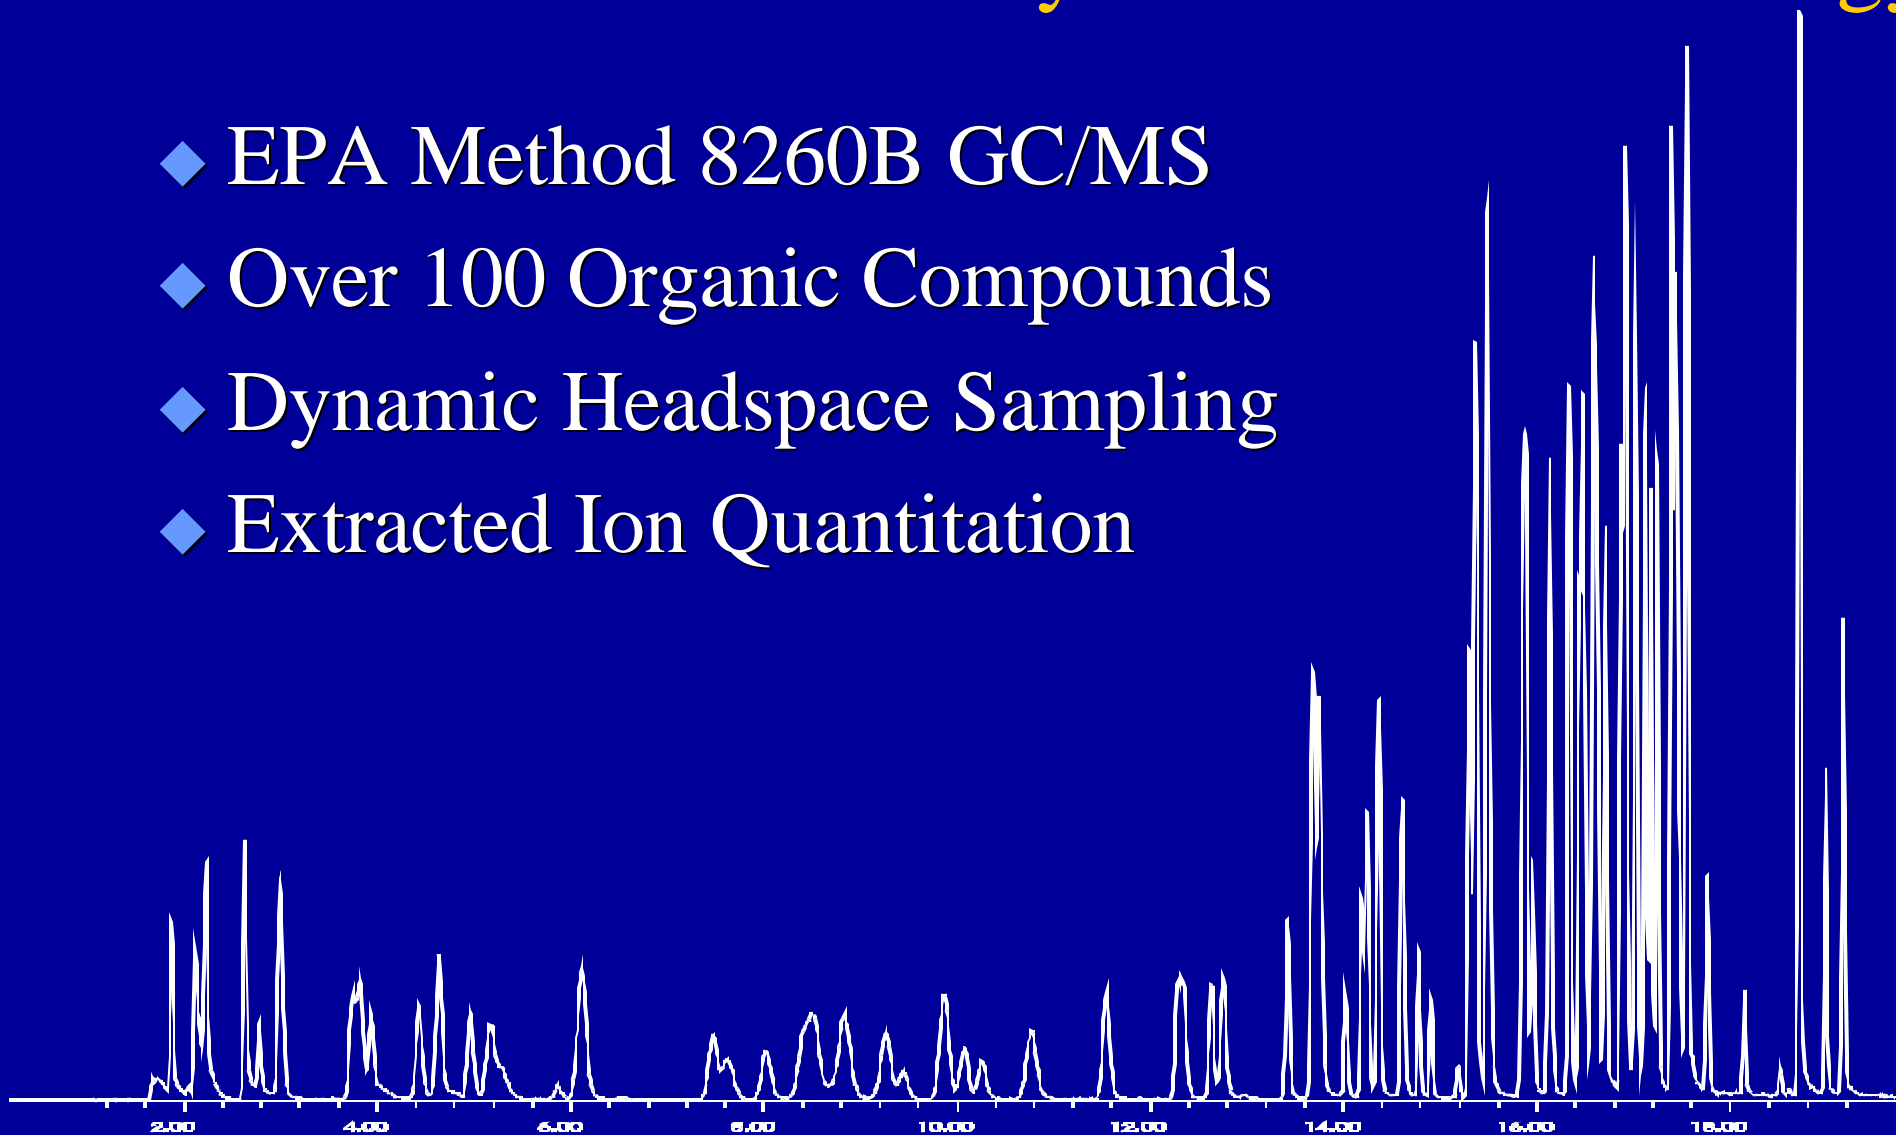 EPA Method 8260B GC/MS
Over 100 Organic Compounds
Dynamic Headspace Sampling
Extracted Ion Quantitation
2.00 4.00 6.00 8.00 10.00 12.00 14.00 16.00 18.00